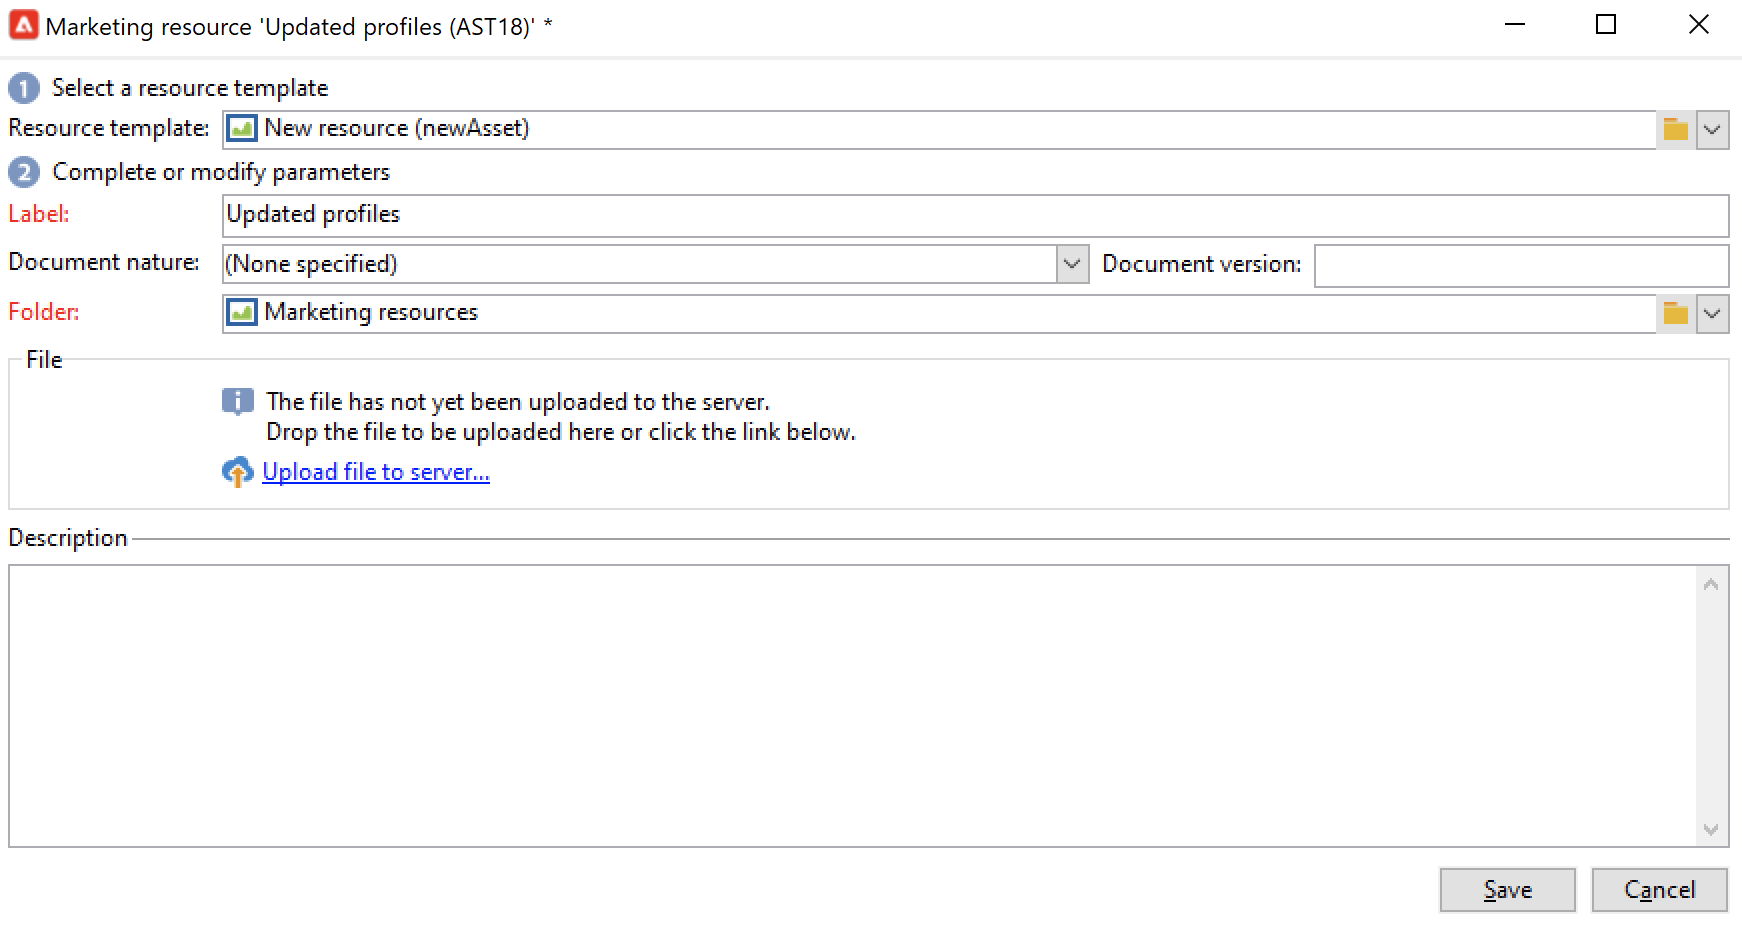 Marketing resource 'Updated profiles (AST18)' *
1 Select a resource template
Resource template: New resource (newAsset)
2 Complete or modify parameters
Label: Updated profiles
Document nature: (None specified) Document version:
Folder: Marketing resources
File
The file has not yet been uploaded to the server.
Drop the file to be uploaded here or click the link below.
Upload file to server...
Description
Save Cancel